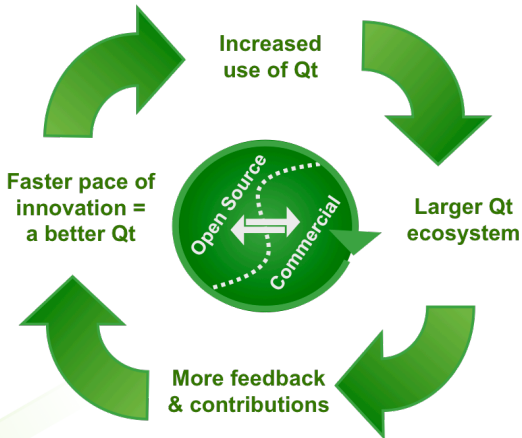 Increased
use of Qt
Larger Qt
ecosystem
More feedback
& contributions
Faster pace of
innovation =
a better Qt
Open Source
Commercial